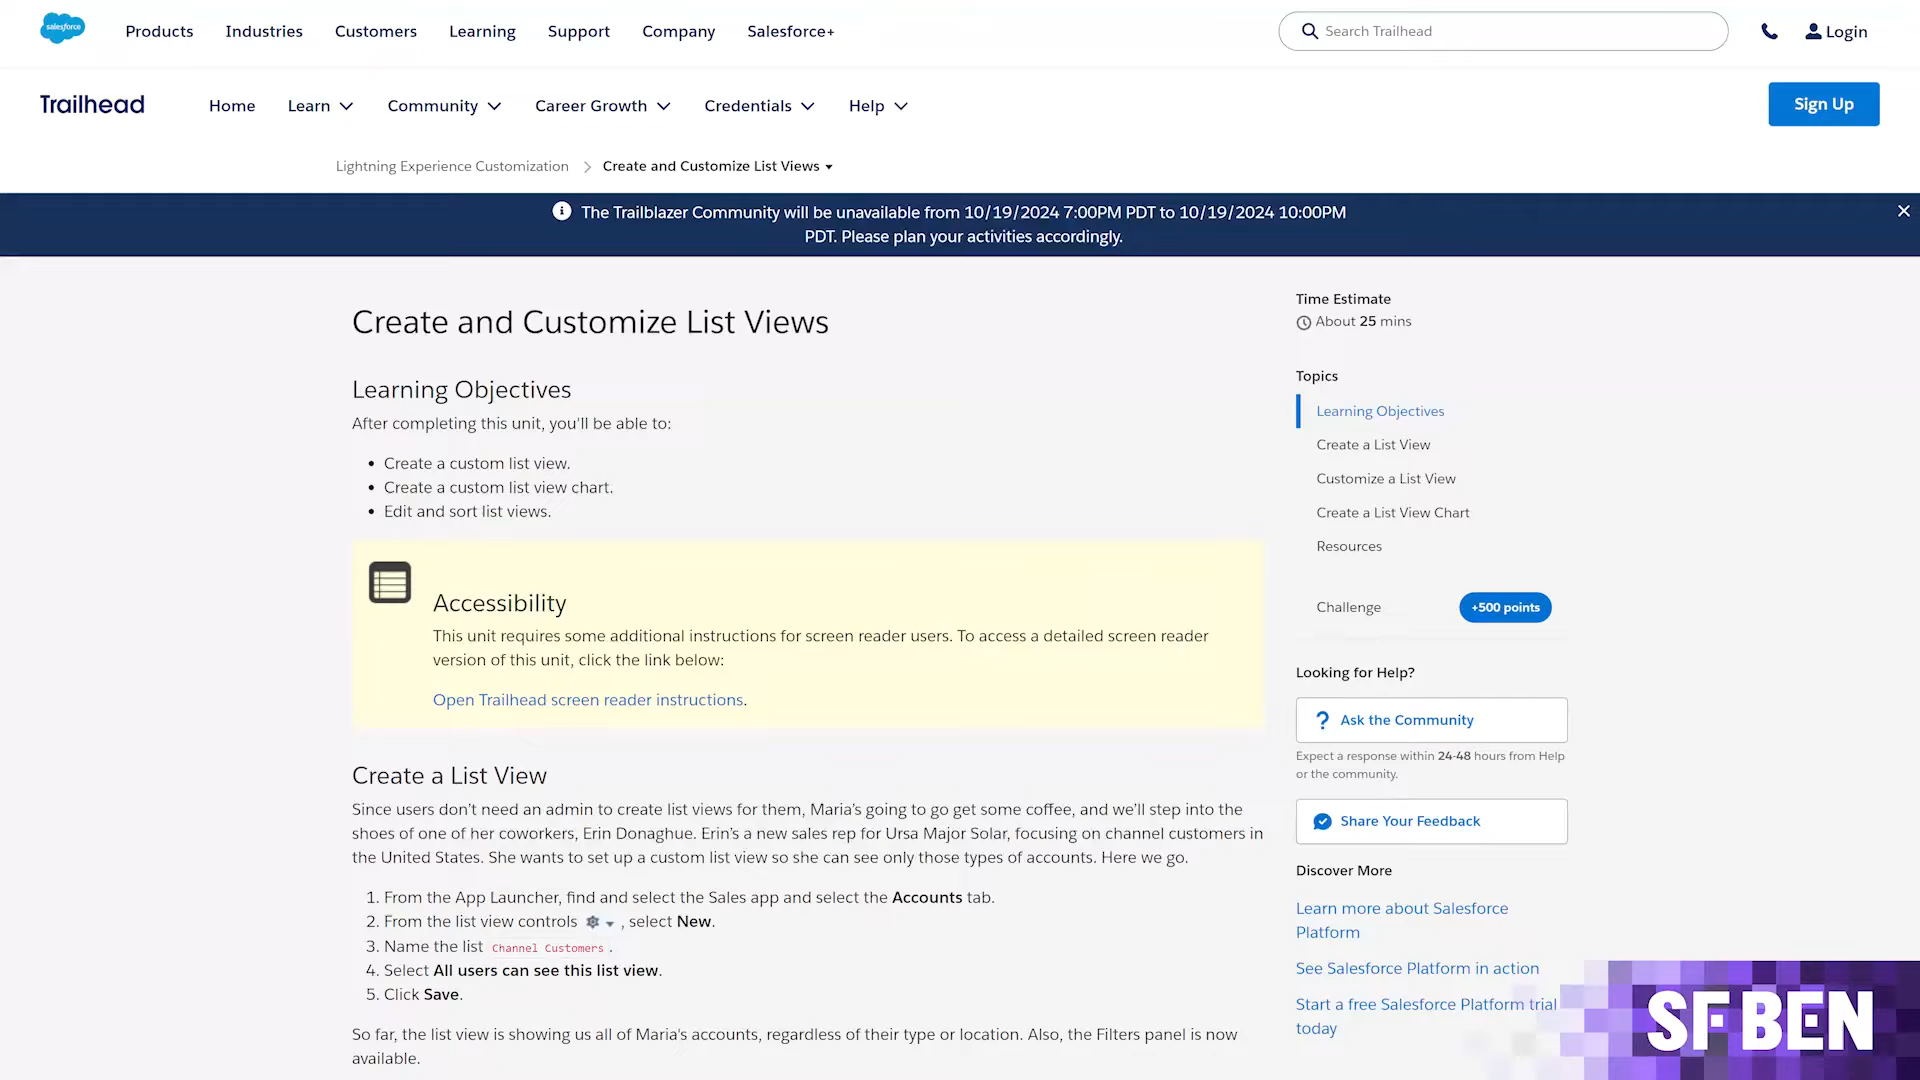 salesforce
Products
Industries
Customers
Learning
Support
Company
Salesforce+
Search Trailhead
Login
Trailhead
Home
Learn
Community
Career Growth
Credentials
Help
Sign Up
Lightning Experience Customization
Create and Customize List Views
The Trailblazer Community will be unavailable from 10/19/2024 7:00PM PDT to 10/19/2024 10:00PM
PDT. Please plan your activities accordingly.
Create and Customize List Views
Learning Objectives
After completing this unit, you'll be able to:
• Create a custom list view.
• Create a custom list view chart.
• Edit and sort list views.
Accessibility
This unit requires some additional instructions for screen reader users. To access a detailed screen reader
version of this unit, click the link below:
Open Trailhead screen reader instructions.
Create a List View
Since users don’t need an admin to create list views for them, Maria’s going to go get some coffee, and we’ll step into the
shoes of one of her coworkers, Erin Donaghue. Erin’s a new sales rep for Ursa Major Solar, focusing on channel customers in
the United States. She wants to set up a custom list view so she can see only those types of accounts. Here we go.
1. From the App Launcher, find and select the Sales app and select the Accounts tab.
2. From the list view controls , select New.
3. Name the list Channel Customers .
4. Select All users can see this list view.
5. Click Save.
So far, the list view is showing us all of Maria's accounts, regardless of their type or location. Also, the Filters panel is now
available.
Time Estimate
About 25 mins
Topics
Learning Objectives
Create a List View
Customize a List View
Create a List View Chart
Resources
Challenge
+500 points
Looking for Help?
? Ask the Community
Expect a response within 24-48 hours from Help
or the community.
Share Your Feedback
Discover More
Learn more about Salesforce
Platform
See Salesforce Platform in action
Start a free Salesforce Platform trial
today
SF BEN